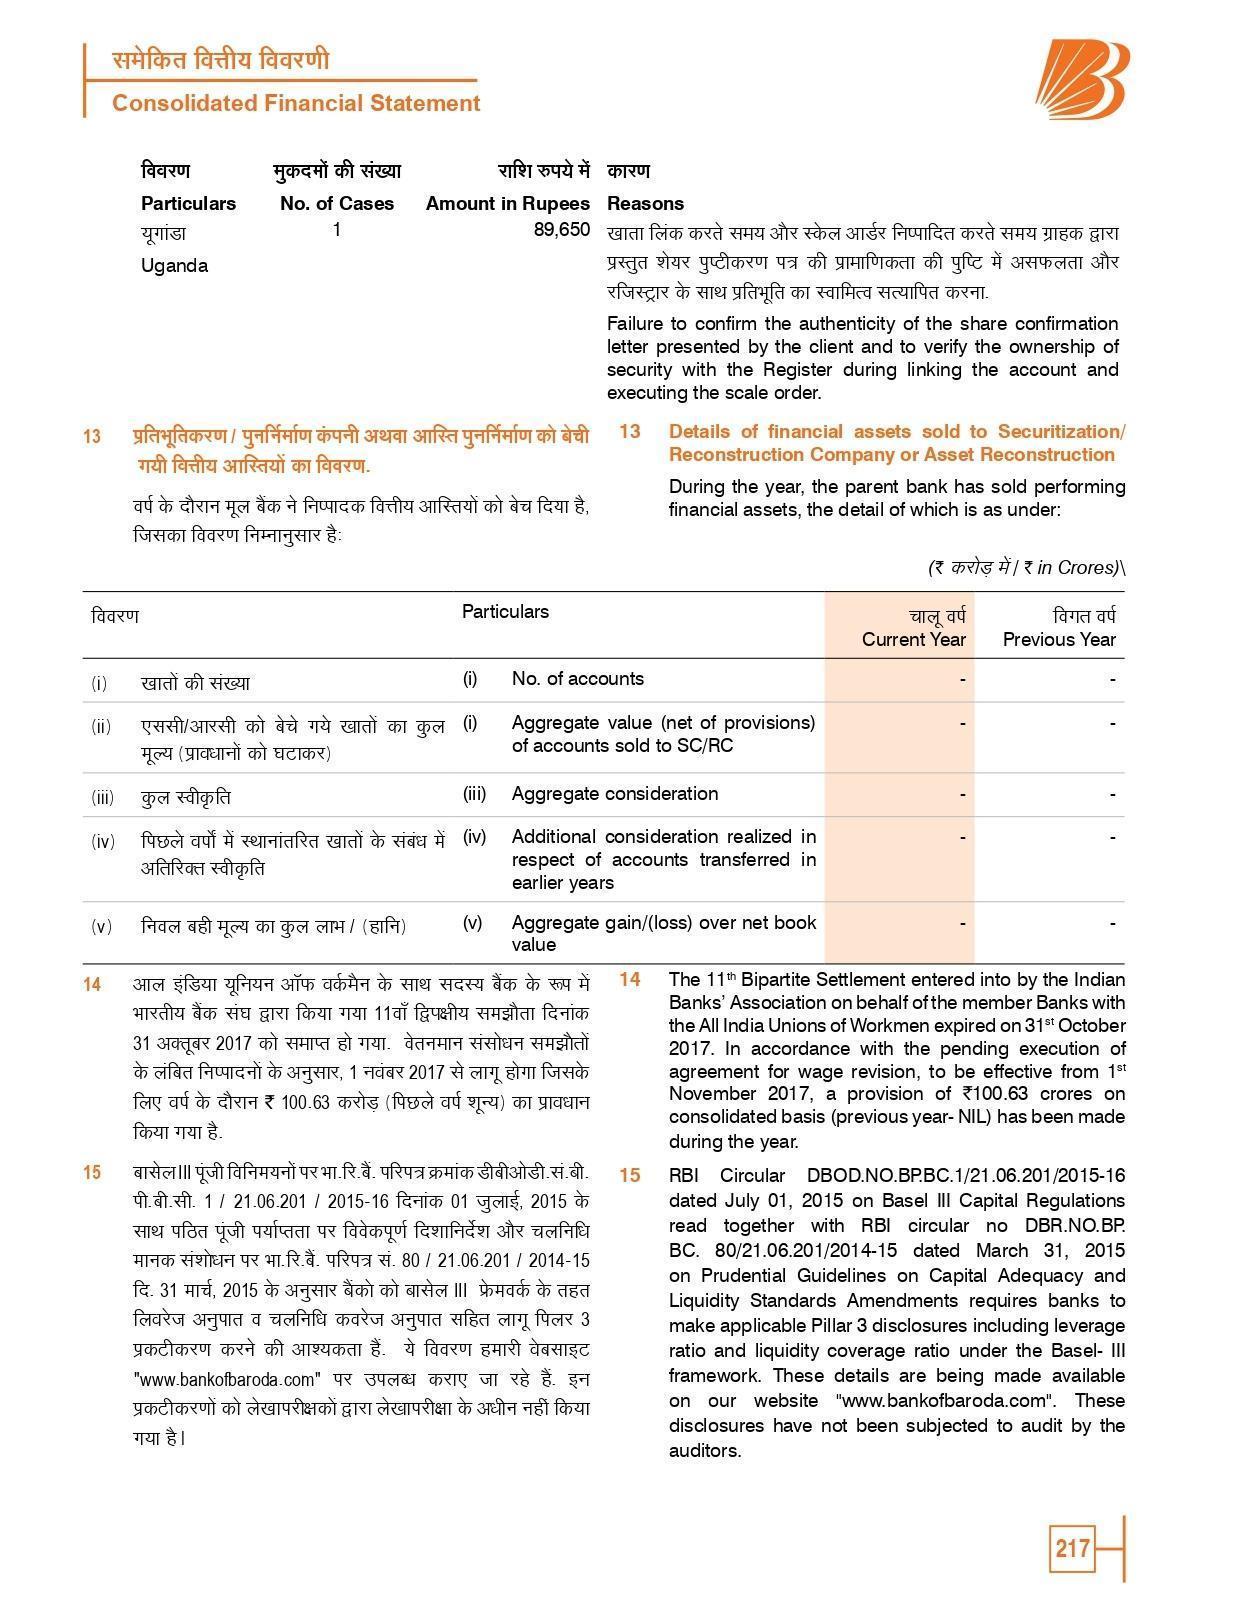 समेकित वित्तीय विवरणी
Consolidated Financial Statement
विवरण मुकदमों की संख्या राशि रुपये में कारण
Particulars No. of Cases Amount in Rupees Reasons
यूगांडा 1 89,650 खाता लिंक करते समय और स्केल आर्डर निष्पादित करते समय ग्राहक द्वारा
प्रस्तुत शेयर पुष्टीकरण पत्र की प्रामाणिकता की पुष्टि में असफलता और
Uganda
रजिस्ट्रार के साथ प्रतिभूति का स्वामित्व सत्यापित करना.
Failure to confirm the authenticity of the share confirmation
letter presented by the client and to verify the ownership of
security with the Register during linking the account and
executing the scale order.
13 प्रतिभूतिकरण / पुनर्निर्माण कंपनी अथवा आस्ति पुनर्निर्माण को बेची
गयी वित्तीय आस्तियों का विवरण.
वर्ष के दौरान मूल बैंक ने निष्पादक वित्तीय आस्तियों को बेच दिया है,
जिसका विवरण निम्नानुसार है:
13 Details of financial assets sold to Securitization/
Reconstruction Company or Asset Reconstruction
During the year, the parent bank has sold performing
financial assets, the detail of which is as under:
(₹ करोड़ में / ₹ in Crores)\
विवरण Particulars चालू वर्ष विगत वर्ष
Current Year Previous Year
(i) खातों की संख्या (i) No. of accounts - -
(ii) एससी/आरसी को बेचे गये खातों का कुल (i) Aggregate value (net of provisions) - -
मूल्य (प्रावधानों को घटाकर) of accounts sold to SC/RC
(iii) कुल स्वीकृति (iii) Aggregate consideration - -
(iv) पिछले वर्षों में स्थानांतरित खातों के संबंध में (iv) Additional consideration realized in - -
अतिरिक्त स्वीकृति respect of accounts transferred in
earlier years
(v) निवल बही मूल्य का कुल लाभ / (हानि) (v) Aggregate gain/(loss) over net book - -
value
14 आल इंडिया यूनियन ऑफ वर्कमैन के साथ सदस्य बैंक के रूप में
भारतीय बैंक संघ द्वारा किया गया 11वाँ द्विपक्षीय समझौता दिनांक
31 अक्तूबर 2017 को समाप्त हो गया. वेतनमान संसोधन समझौतों
के लंबित निष्पादनों के अनुसार, 1 नवंबर 2017 से लागू होगा जिसके
लिए वर्ष के दौरान ₹ 100.63 करोड़ (पिछले वर्ष शून्य) का प्रावधान
किया गया है.
15 बासेल III पूंजी विनिमयनों पर भा.रि.बैं. परिपत्र क्रमांक डीबीओडी.सं.बी.
पी.बी.सी. 1 / 21.06.201 / 2015-16 दिनांक 01 जुलाई, 2015 के
साथ पठित पूंजी पर्याप्तता पर विवेकपूर्ण दिशानिर्देश और चलनिधि
मानक संशोधन पर भा.रि.बैं. परिपत्र सं. 80 / 21.06.201 / 2014-15
दि. 31 मार्च, 2015 के अनुसार बैंको को बासेल III फ्रेमवर्क के तहत
लिवरेज अनुपात व चलनिधि कवरेज अनुपात सहित लागू पिलर 3
प्रकटीकरण करने की आश्यकता हैं. ये विवरण हमारी वेबसाइट
"www.bankofbaroda.com" पर उपलब्ध कराए जा रहे हैं. इन
प्रकटीकरणों को लेखापरीक्षकों द्वारा लेखापरीक्षा के अधीन नहीं किया
गया है।
14 The 11th Bipartite Settlement entered into by the Indian
Banks' Association on behalf of the member Banks with
the All India Unions of Workmen expired on 31st October
2017. In accordance with the pending execution of
agreement for wage revision, to be effective from 1st
November 2017, a provision of ₹100.63 crores on
consolidated basis (previous year- NIL) has been made
during the year.
15 RBI Circular DBOD.NO.BP.BC.1/21.06.201/2015-16
dated July 01, 2015 on Basel III Capital Regulations
read together with RBI circular no DBR.NO.BP.
BC. 80/21.06.201/2014-15 dated March 31, 2015
on Prudential Guidelines on Capital Adequacy and
Liquidity Standards Amendments requires banks to
make applicable Pillar 3 disclosures including leverage
ratio and liquidity coverage ratio under the Basel- III
framework. These details are being made available
on our website "www.bankofbaroda.com". These
disclosures have not been subjected to audit by the
auditors.
217